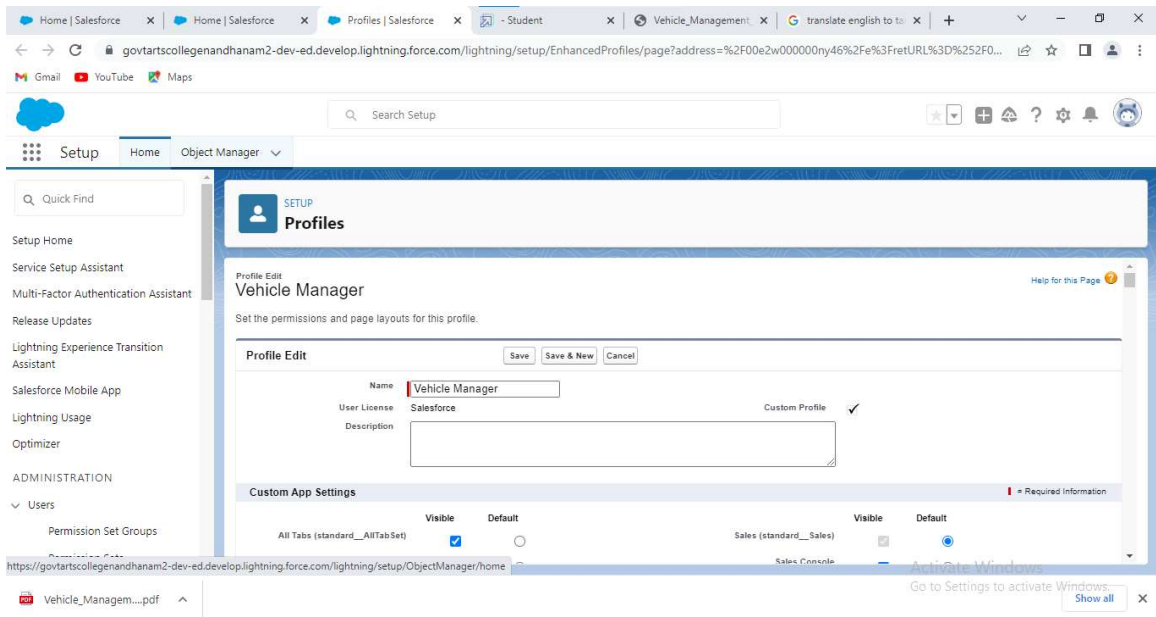 Home | Salesforce
Home | Salesforce
Profiles | Salesforce
- Student
Vehicle_Management_
translate english to ta
govtartscollegenandhanam2-dev-ed.develop.lightning.force.com/lightning/setup/EnhancedProfiles/page?address=%2F00e2w000000ny46%2Fe%3FretURL%3D%252F0...
Gmail YouTube Maps
Search Setup
Setup Home Object Manager
Quick Find
Setup Home
Service Setup Assistant
Multi-Factor Authentication Assistant
Release Updates
Lightning Experience Transition
Assistant
Salesforce Mobile App
Lightning Usage
Optimizer
ADMINISTRATION
Users
Permission Set Groups
Permission Sets
SETUP
Profiles
Profile Edit
Vehicle Manager
Help for this Page
Set the permissions and page layouts for this profile.
Profile Edit Save Save & New Cancel
Name Vehicle Manager
User License Salesforce Custom Profile
Description
Custom App Settings = Required Information
Visible Default Visible Default
All Tabs (standard__AllTabSet) Sales (standard__Sales)
Sales Console
https://govtartscollegenandhanam2-dev-ed.develop.lightning.force.com/lightning/setup/ObjectManager/home
Activate Windows
Go to Settings to activate Windows.
PDF
Vehicle_Managem....pdf
Show all